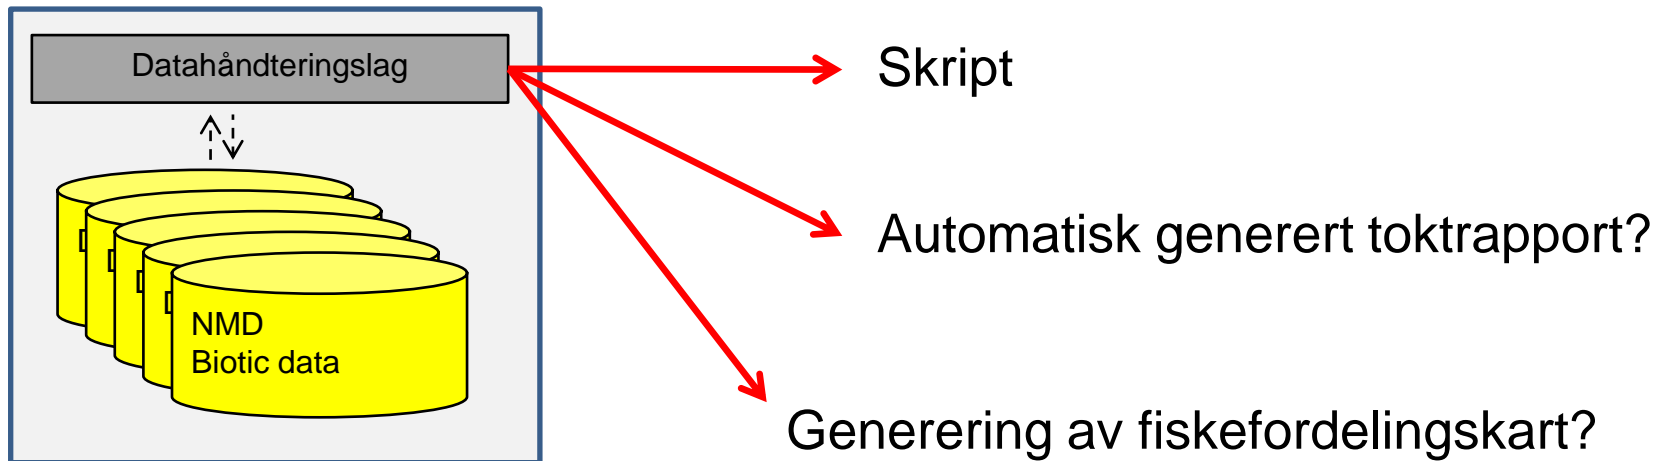 Datahåndteringslag
Skript
Automatisk generert toktrapport?
NMD
Biotic data
Generering av fiskefordelingskart?